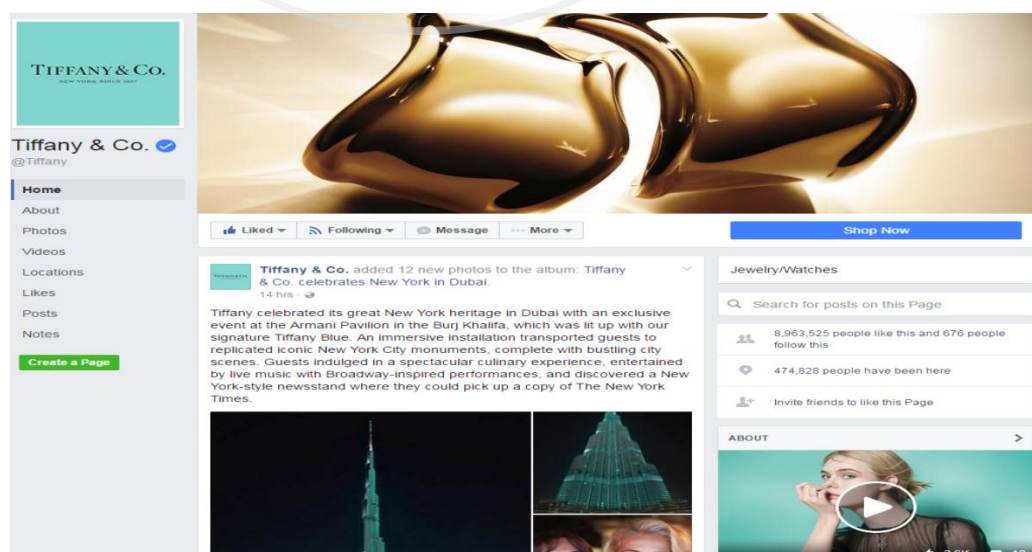 TIFFANY & CO.
NEW YORK SINCE 1837
Tiffany & Co.
@Tiffany
Home
About
Photos
Videos
Locations
Likes
Posts
Notes
Create a Page
Liked
Following
Message
··· More
Shop Now
Tiffany & Co. added 12 new photos to the album: Tiffany
& Co. celebrates New York in Dubai.
14 hrs ·
Tiffany celebrated its great New York heritage in Dubai with an exclusive
event at the Armani Pavilion in the Burj Khalifa, which was lit up with our
signature Tiffany Blue. An immersive installation transported guests to
replicated iconic New York City monuments, complete with bustling city
scenes. Guests indulged in a spectacular culinary experience, entertained
by live music with Broadway-inspired performances, and discovered a New
York-style newsstand where they could pick up a copy of The New York
Times.
Jewelry/Watches
Search for posts on this Page
8,963,525 people like this and 676 people
follow this
474,828 people have been here
Invite friends to like this Page
ABOUT